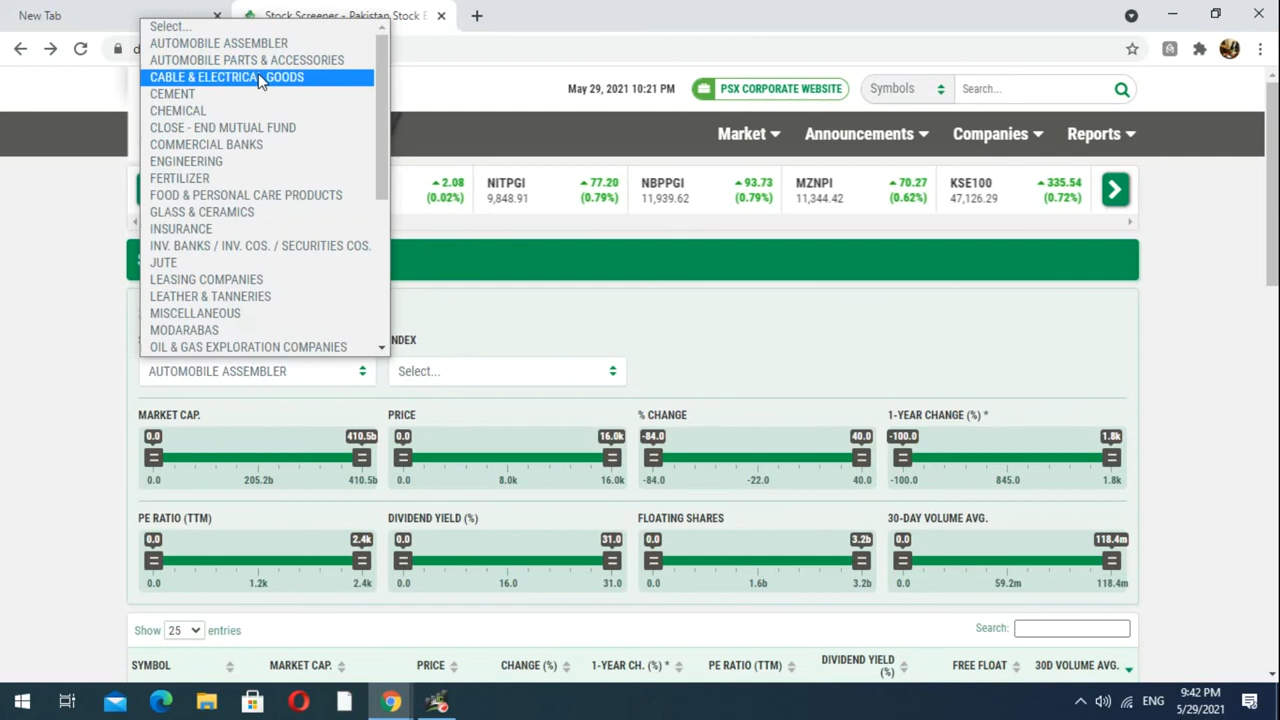 New Tab
Stock Screener - Pakistan Stock E
Select...
AUTOMOBILE ASSEMBLER
AUTOMOBILE PARTS & ACCESSORIES
CABLE & ELECTRICAL GOODS
CEMENT
CHEMICAL
CLOSE - END MUTUAL FUND
COMMERCIAL BANKS
ENGINEERING
FERTILIZER
FOOD & PERSONAL CARE PRODUCTS
GLASS & CERAMICS
INSURANCE
INV. BANKS / INV. COS. / SECURITIES COS.
JUTE
LEASING COMPANIES
LEATHER & TANNERIES
MISCELLANEOUS
MODARABAS
OIL & GAS EXPLORATION COMPANIES
May 29, 2021 10:21 PM
PSX CORPORATE WEBSITE
Symbols
Search...
Market
Announcements
Companies
Reports
2.08
(0.02%)
NITPGI 77.20
9,848.91 (0.79%)
NBPPGI 93.73
11,939.62 (0.79%)
MZNPI 70.27
11,344.42 (0.62%)
KSE100 335.54
47,126.29 (0.72%)
NDEX
AUTOMOBILE ASSEMBLER
Select...
MARKET CAP. PRICE % CHANGE 1-YEAR CHANGE (%) *
0.0 410.5b 0.0 16.0k -84.0 40.0 -100.0 1.8k
0.0 205.2b 410.5b 0.0 8.0k 16.0k -84.0 -22.0 40.0 -100.0 845.0 1.8k
PE RATIO (TTM) DIVIDEND YIELD (%) FLOATING SHARES 30-DAY VOLUME AVG.
0.0 2.4k 0.0 31.0 0.0 3.2b 0.0 118.4m
0.0 1.2k 2.4k 0.0 16.0 31.0 0.0 1.6b 3.2b 0.0 59.2m 118.4m
Show 25 entries
Search:
SYMBOL MARKET CAP. PRICE CHANGE (%) 1-YEAR CH. (%) * PE RATIO (TTM) DIVIDEND YIELD (%) FREE FLOAT 30D VOLUME AVG.
ENG
9:42 PM
5/29/2021